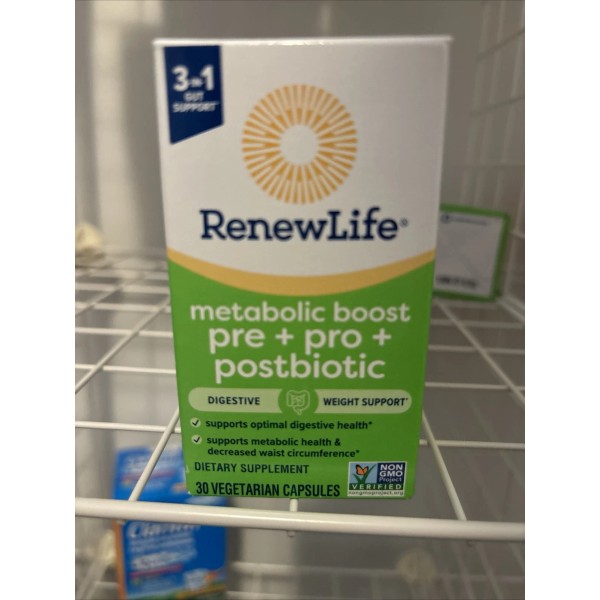 3-in-1
GUT
SUPPORT*
RenewLife®
metabolic boost
pre + pro +
postbiotic
DIGESTIVE
WEIGHT SUPPORT*
supports optimal digestive health*
supports metabolic health &
decreased waist circumference*
DIETARY SUPPLEMENT
30 VEGETARIAN CAPSULES
NON
GMO
Project
VERIFIED
nongmoproject.org